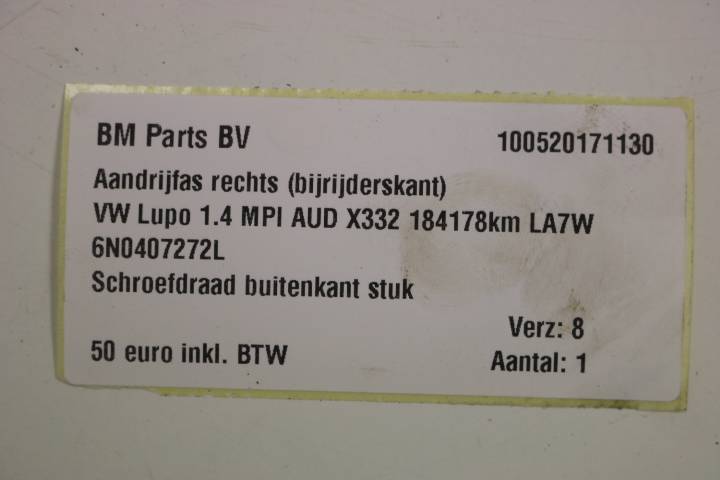 BM Parts BV 100520171130
Aandrijfas rechts (bijrijderskant)
VW Lupo 1.4 MPI AUD X332 184178km LA7W
6N0407272L
Schroefdraad buitenkant stuk
Verz: 8
50 euro inkl. BTW Aantal: 1